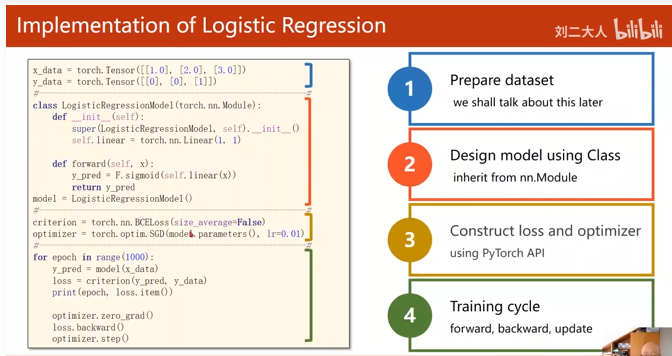 Implementation of Logistic Regression
刘二大人 bilibili
x_data = torch.Tensor([[1.0], [2.0], [3.0]])
y_data = torch.Tensor([[0], [0], [1]])
#-------------------------------------------------------#
class LogisticRegressionModel(torch.nn.Module):
def __init__(self):
super(LogisticRegressionModel, self).__init__()
self.linear = torch.nn.Linear(1, 1)
def forward(self, x):
y_pred = F.sigmoid(self.linear(x))
return y_pred
model = LogisticRegressionModel()
#-------------------------------------------------------#
criterion = torch.nn.BCELoss(size_average=False)
optimizer = torch.optim.SGD(model.parameters(), lr=0.01)
#-------------------------------------------------------#
for epoch in range(1000):
y_pred = model(x_data)
loss = criterion(y_pred, y_data)
print(epoch, loss.item())
optimizer.zero_grad()
loss.backward()
optimizer.step()
1
Prepare dataset
we shall talk about this later
2
Design model using Class
inherit from nn.Module
3
Construct loss and optimizer
using PyTorch API
4
Training cycle
forward, backward, update